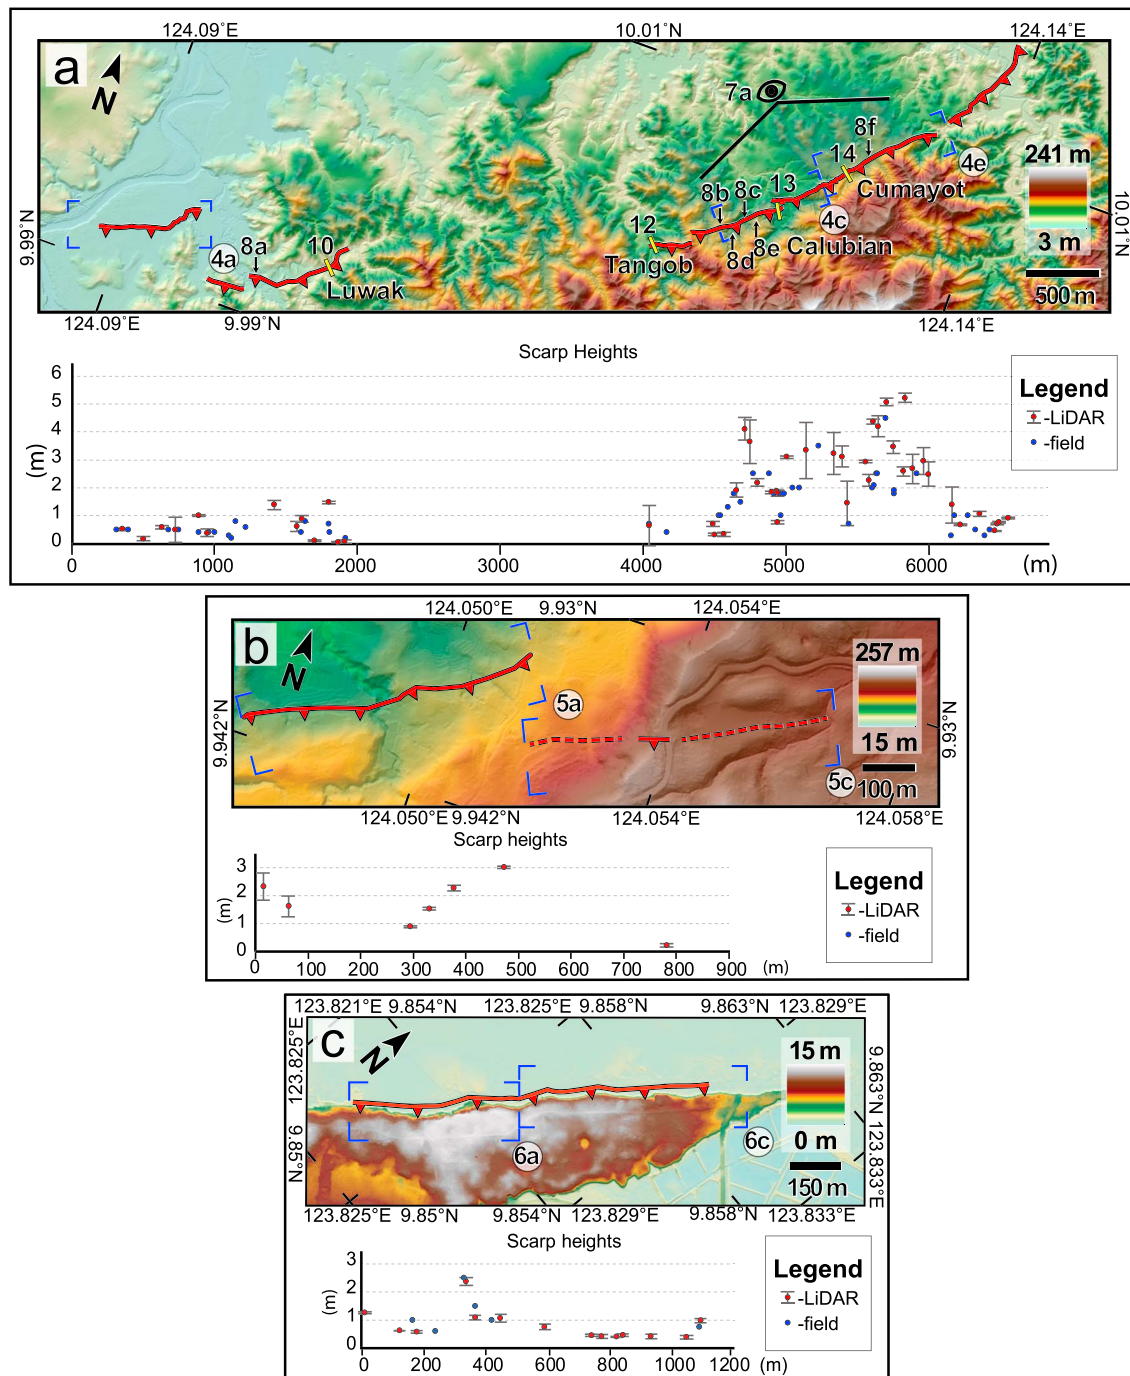 124.09°E
10.01°N
124.14°E
a
N
7a
8f
14
4e
241 m
8b
8c
13
Cumayot
12
4c
3 m
10.01°N
9.99°N
4a
8a
10
Tangob
8d
8e
Calubian
Luwak
500 m
124.09°E
9.99°N
124.14°E
Scarp Heights
6
5
4
3
2
1
0
(m)
Legend
-LiDAR
-field
0
1000
2000
3000
4000
5000
6000
(m)
124.050°E
9.93°N
124.054°E
b
N
257 m
5a
9.942°N
9.93°N
15 m
5c
100 m
124.050°E
9.942°N
124.054°E
124.058°E
Scarp heights
3
2
1
0
(m)
Legend
-LiDAR
-field
0
100
200
300
400
500
600
700
800
900
(m)
123.821°E
9.854°N
123.825°E
9.858°N
9.863°N
123.829°E
c
N
15 m
123.825°E
9.863°N
6a
6c
0 m
9.85°N
123.833°E
150 m
123.825°E
9.85°N
9.854°N
123.829°E
9.858°N
123.833°E
Scarp heights
3
2
1
0
(m)
Legend
-LiDAR
-field
0
200
400
600
800
1000
1200
(m)